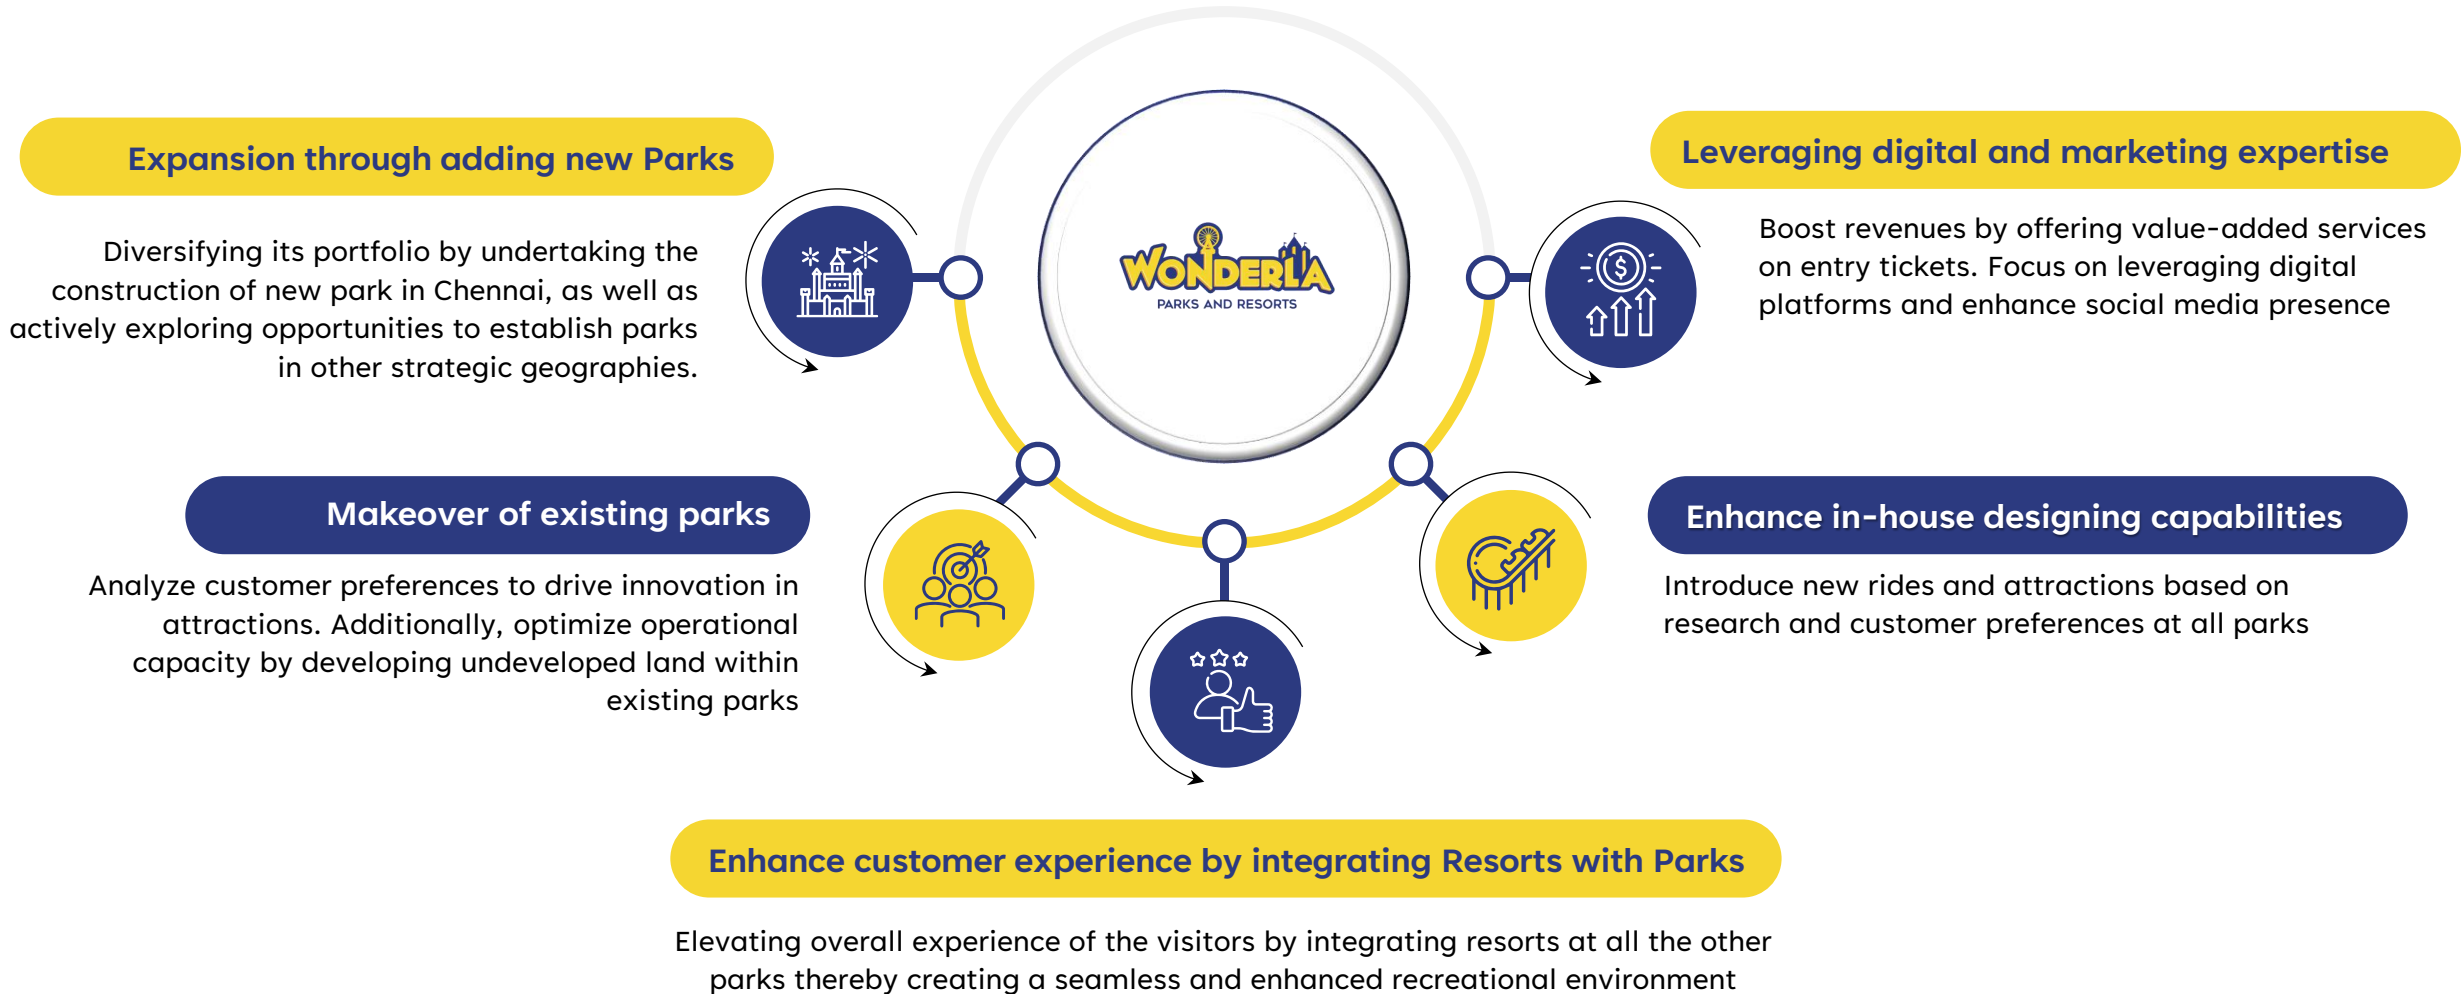 Expansion through adding new Parks
Diversifying its portfolio by undertaking the
construction of new park in Chennai, as well as
actively exploring opportunities to establish parks
in other strategic geographies.
Makeover of existing parks
Analyze customer preferences to drive innovation in
attractions. Additionally, optimize operational
capacity by developing undeveloped land within
existing parks
WONDERLA
PARKS AND RESORTS
Enhance customer experience by integrating Resorts with Parks
Elevating overall experience of the visitors by integrating resorts at all the other
parks thereby creating a seamless and enhanced recreational environment
Leveraging digital and marketing expertise
Boost revenues by offering value-added services
on entry tickets. Focus on leveraging digital
platforms and enhance social media presence
$
Enhance in-house designing capabilities
Introduce new rides and attractions based on
research and customer preferences at all parks